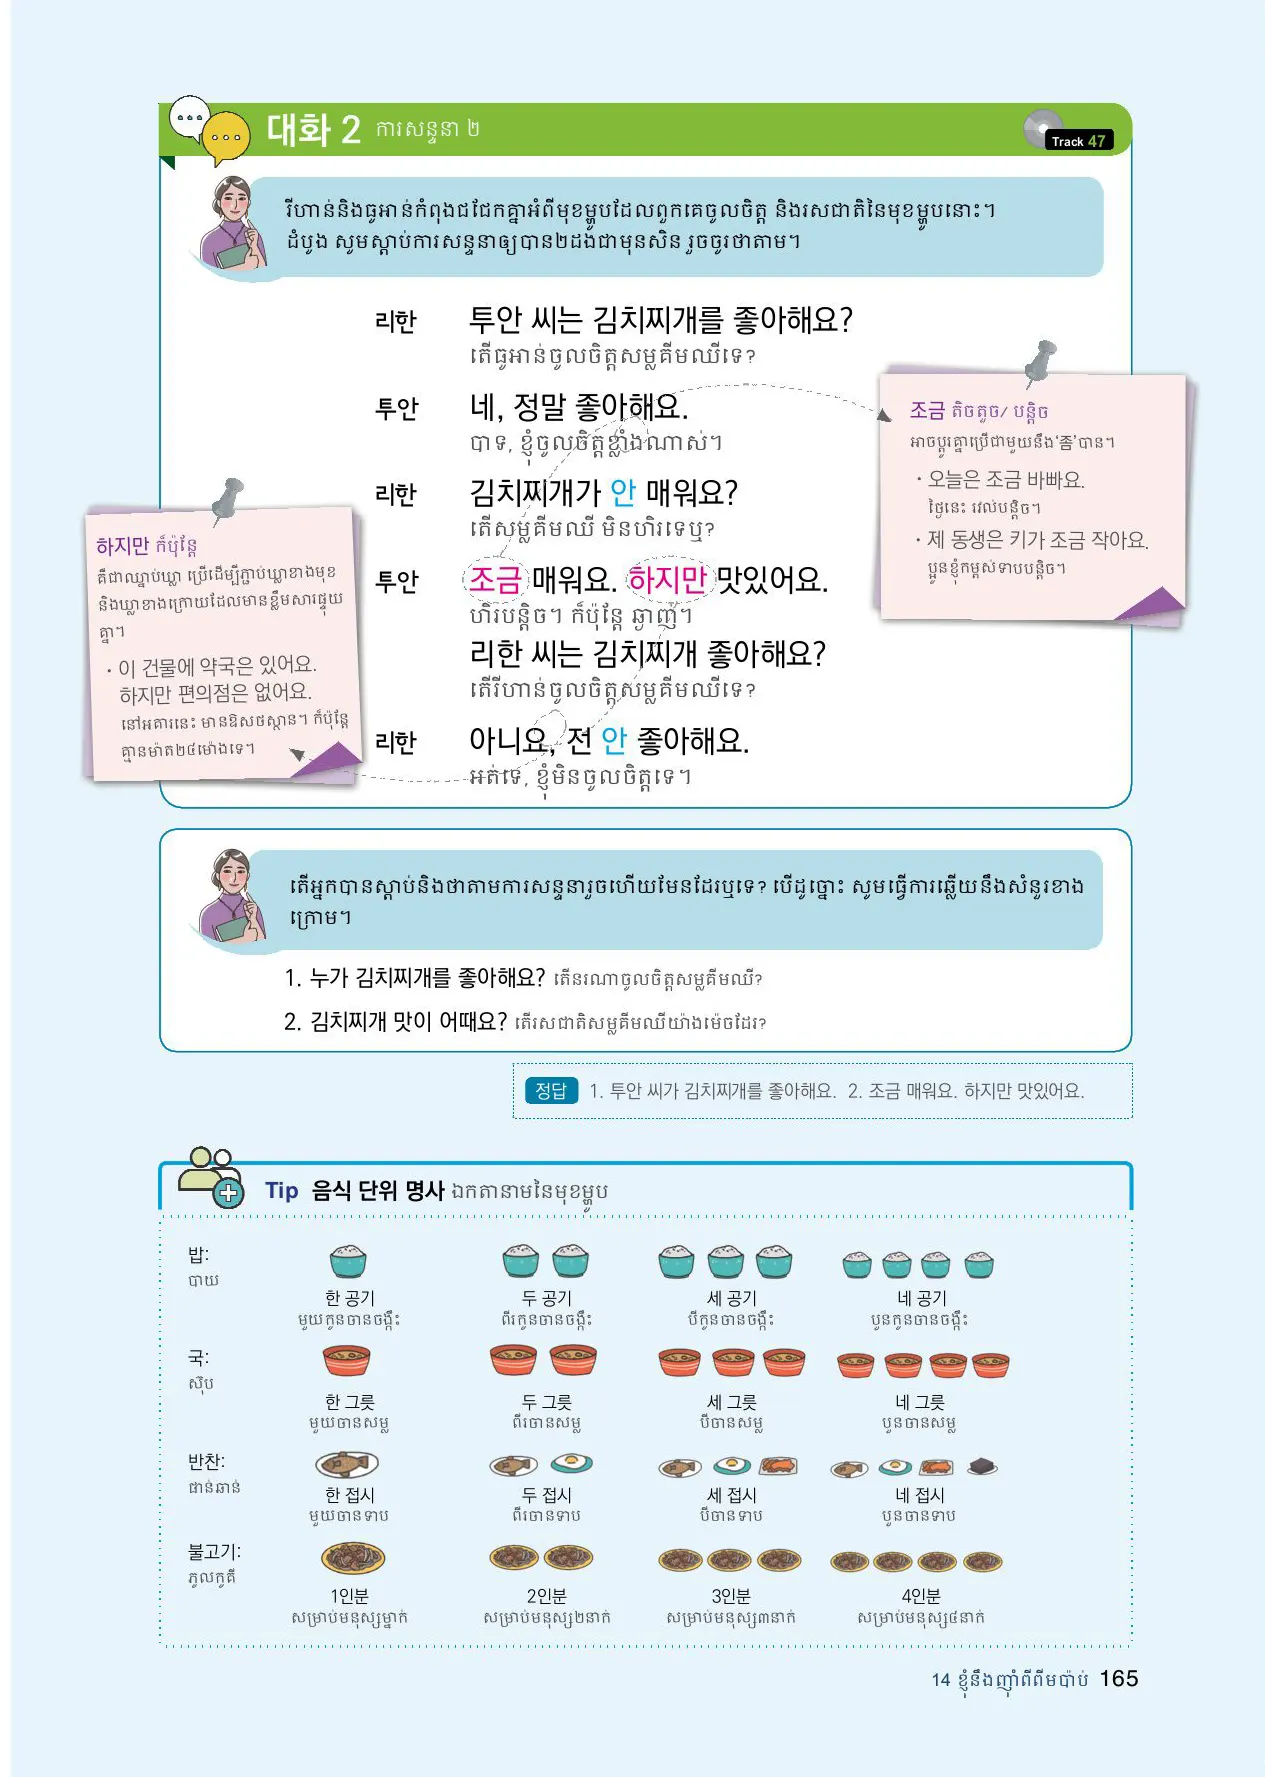 대화 2 ការសន្ទនា ២
Track 47
រីហាន់និងធូអាន់កំពុងជជែកគ្នាអំពីមុខម្ហូបដែលពួកគេចូលចិត្ត និងរសជាតិនៃមុខម្ហូបនោះ។
ដំបូង សូមស្តាប់ការសន្ទនាឲ្យបាន២ដងជាមុនសិន រួចចូរថាតាម។
리한 투안 씨는 김치찌개를 좋아해요?
តើធូអាន់ចូលចិត្តសម្លគីមឈីទេ?
투안 네, 정말 좋아해요.
បាទ, ខ្ញុំចូលចិត្តខ្លាំងណាស់។
리한 김치찌개가 안 매워요?
តើសម្លគីមឈី មិនហិរទេឬ?
투안 조금 매워요. 하지만 맛있어요.
ហិរបន្តិច។ ក៏ប៉ុន្តែ ឆ្ងាញ់។
리한 씨는 김치찌개 좋아해요?
តើរីហាន់ចូលចិត្តសម្លគីមឈីទេ?
리한 아니요, 전 안 좋아해요.
អត់ទេ, ខ្ញុំមិនចូលចិត្តទេ។
조금 តិចតួច/ បន្តិច
អាចប្តូរគ្នាប្រើជាមួយនឹង‘좀’បាន។
· 오늘은 조금 바빠요.
ថ្ងៃនេះ រវល់បន្តិច។
· 제 동생은 키가 조금 작아요.
ប្អូនខ្ញុំកម្ពស់ទាបបន្តិច។
하지만 ក៏ប៉ុន្តែ
គឺជាឈ្នាប់ឃ្លា ប្រើដើម្បីភ្ជាប់ឃ្លាខាងមុខ
និងឃ្លាខាងក្រោយដែលមានខ្លឹមសារផ្ទុយ
គ្នា។
· 이 건물에 약국은 있어요.
하지만 편의점은 없어요.
នៅអគារនេះ មានឱសថស្ថាន។ ក៏ប៉ុន្តែ
គ្មានម៉ាត២៤ម៉ោងទេ។
តើអ្នកបានស្តាប់និងថាតាមការសន្ទនារួចហើយមែនដែរឬទេ? បើដូច្នោះ សូមធ្វើការឆ្លើយនឹងសំនួរខាង
ក្រោម។
1. 누가 김치찌개를 좋아해요? តើនរណាចូលចិត្តសម្លគីមឈី?
2. 김치찌개 맛이 어때요? តើរសជាតិសម្លគីមឈីយ៉ាងម៉េចដែរ?
정답 1. 투안 씨가 김치찌개를 좋아해요. 2. 조금 매워요. 하지만 맛있어요.
Tip 음식 단위 명사 ឯកតានាមនៃមុខម្ហូប
밥:
បាយ
한 공기 두 공기 세 공기 네 공기
មួយកូនចានចង្កឹះ ពីរកូនចានចង្កឹះ បីកូនចានចង្កឹះ បួនកូនចានចង្កឹះ
국:
ស៊ុប
한 그릇 두 그릇 세 그릇 네 그릇
មួយចានសម្ល ពីរចានសម្ល បីចានសម្ល បួនចានសម្ល
반찬:
ផាន់ឆាន់
한 접시 두 접시 세 접시 네 접시
មួយចានទាប ពីរចានទាប បីចានទាប បួនចានទាប
불고기:
ភូលកូគី
1인분 2인분 3인분 4인분
សម្រាប់មនុស្សម្នាក់ សម្រាប់មនុស្ស២នាក់ សម្រាប់មនុស្ស៣នាក់ សម្រាប់មនុស្ស៤នាក់
14 ខ្ញុំនឹងញ៉ាំពីពីមប៉ាប់ 165